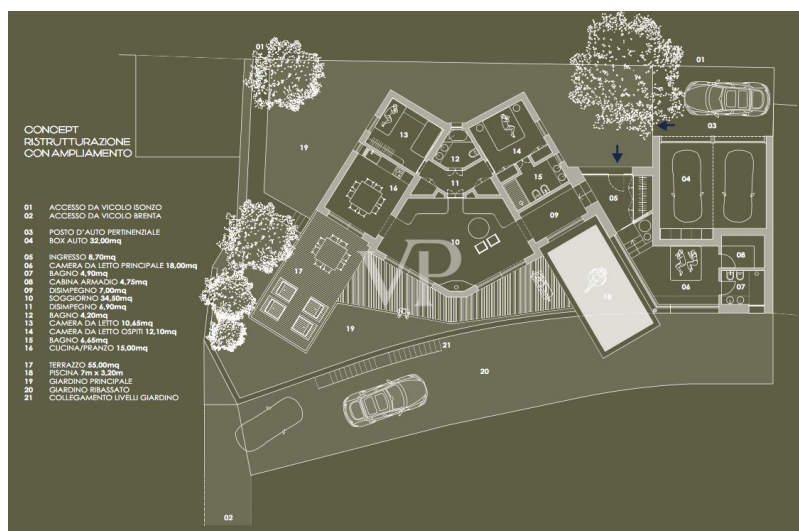 CONCEPT
RISTRUTTURAZIONE
CON AMPLIAMENTO
01 ACCESSO DA VICOLO ISONZO
02 ACCESSO DA VICOLO BRENTA
03 POSTO D'AUTO PERTINENZIALE
04 BOX AUTO 32,00mq
05 INGRESSO 8,70mq
06 CAMERA DA LETTO PRINCIPALE 18,00mq
07 BAGNO 4,90mq
08 CABINA ARMADIO 4,75mq
09 DISIMPEGNO 7,00mq
10 SOGGIORNO 34,50mq
11 DISIMPEGNO 6,90mq
12 BAGNO 4,20mq
13 CAMERA DA LETTO 10,65mq
14 CAMERA DA LETTO OSPITI 12,10mq
15 BAGNO 6,65mq
16 CUCINA/PRANZO 15,00mq
17 TERRAZZO 55,00mq
18 PISCINA 7m x 3,20m
19 GIARDINO PRINCIPALE
20 GIARDINO RIBASSATO
21 COLLEGAMENTO LIVELLI GIARDINO
01
01
03
19
13
12
14
04
11
15
16
05
09
10
08
17
VP
06
07
18
19
21
20
02